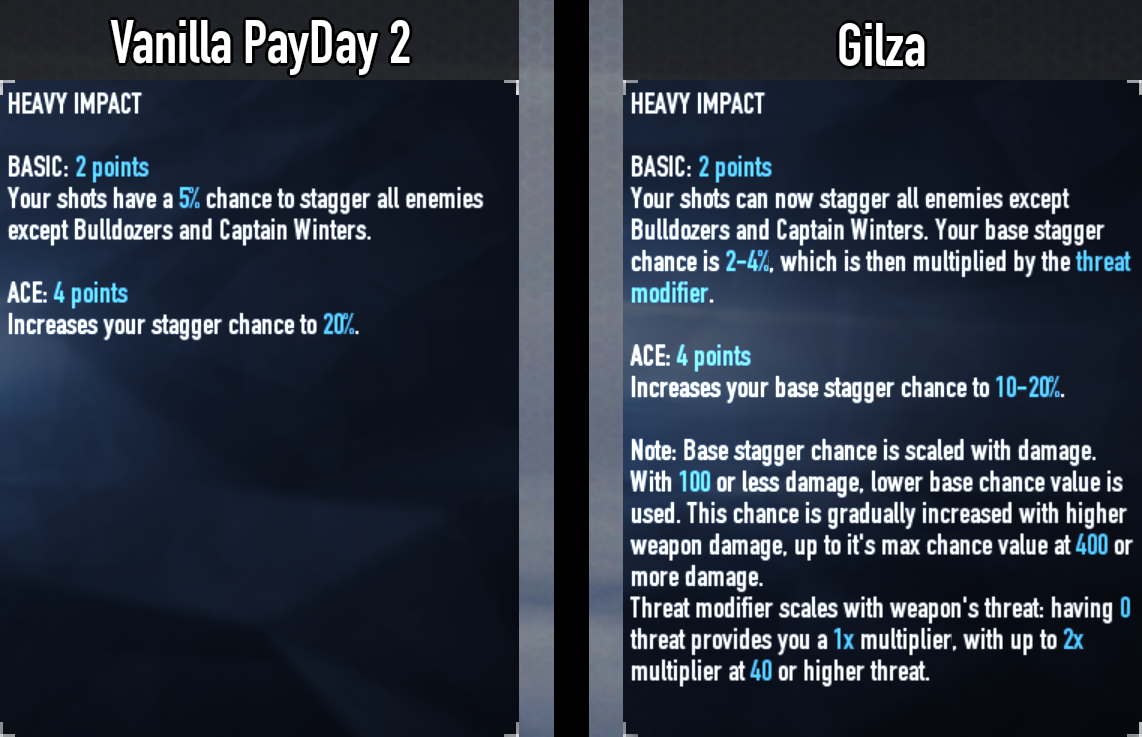 Vanilla PayDay 2
HEAVY IMPACT
BASIC: 2 points
Your shots have a 5% chance to stagger all enemies
except Bulldozers and Captain Winters.
ACE: 4 points
Increases your stagger chance to 20%.
Gilza
HEAVY IMPACT
BASIC: 2 points
Your shots can now stagger all enemies except
Bulldozers and Captain Winters. Your base stagger
chance is 2-4%, which is then multiplied by the threat
modifier.
ACE: 4 points
Increases your base stagger chance to 10-20%.
Note: Base stagger chance is scaled with damage.
With 100 or less damage, lower base chance value is
used. This chance is gradually increased with higher
weapon damage, up to it's max chance value at 400 or
more damage.
Threat modifier scales with weapon's threat: having 0
threat provides you a 1x multiplier, with up to 2x
multiplier at 40 or higher threat.